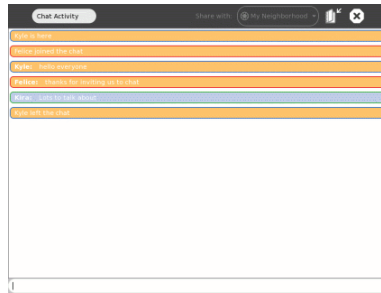 Chat Activity
Share with: My Neighborhood
Kyle is here
Felice joined the chat
Kyle: hello everyone
Felice: thanks for inviting us to chat
Kira: Lots to talk about
Kyle left the chat